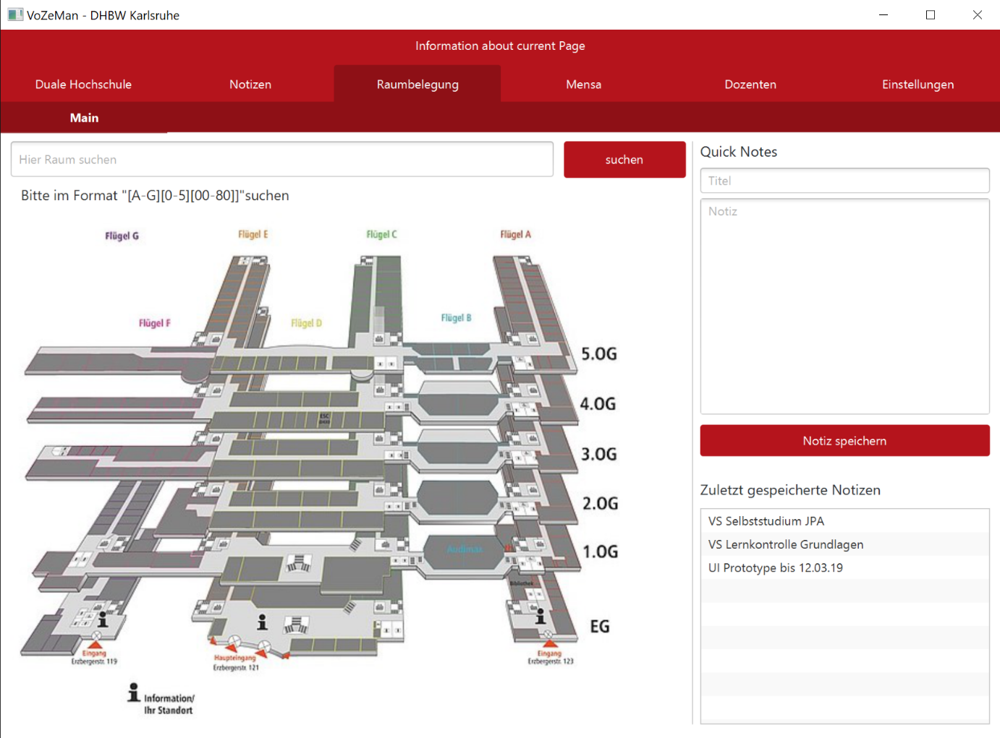 VoZeMan - DHBW Karlsruhe
Information about current Page
Duale Hochschule
Notizen
Raumbelegung
Mensa
Dozenten
Einstellungen
Main
Hier Raum suchen
suchen
Bitte im Format "[A-G][0-5][00-80]]"suchen
Flügel G
Flügel E
Flügel C
Flügel A
Flügel F
Flügel D
Flügel B
5.OG
4.OG
ESC
3.OG
2.OG
Audimax
1.OG
Bibliothek
EG
Eingang
Erzbergerstr. 119
Haupteingang
Erzbergerstr. 121
Eingang
Erzbergerstr. 123
Information/
Ihr Standort
Quick Notes
Titel
Notiz
Notiz speichern
Zuletzt gespeicherte Notizen
VS Selbststudium JPA
VS Lernkontrolle Grundlagen
UI Prototype bis 12.03.19